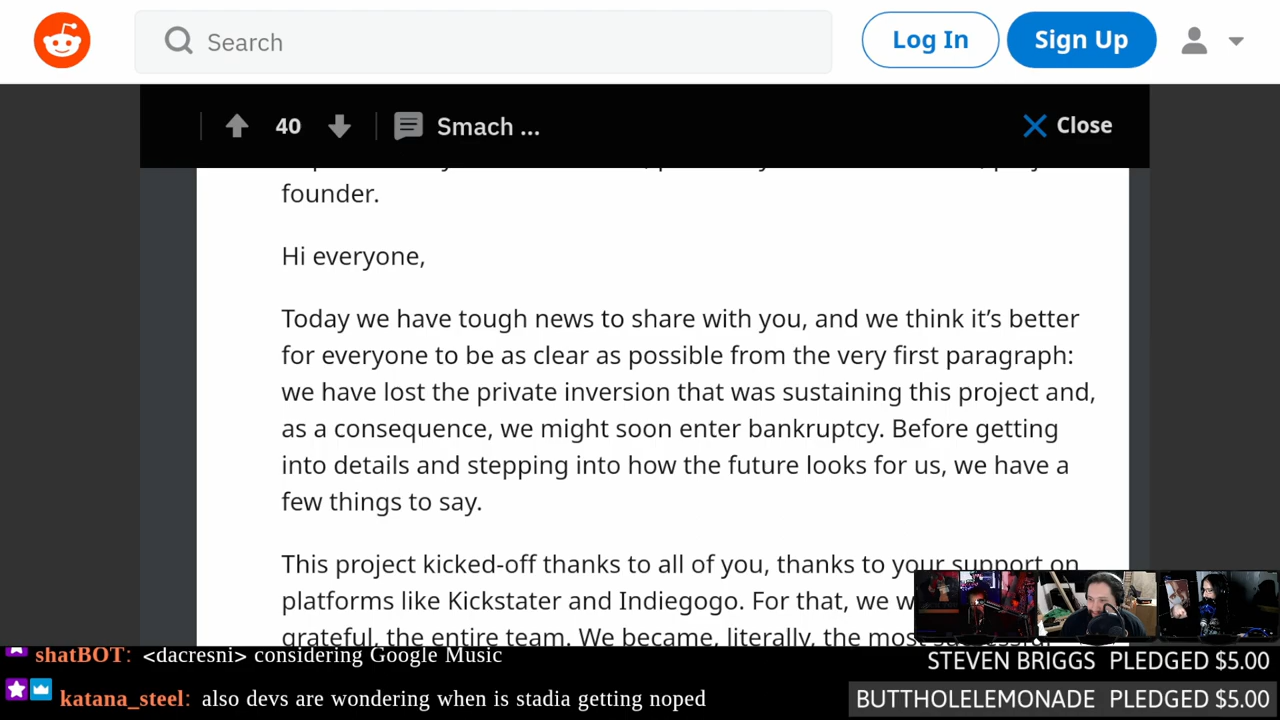 Search
Log In
Sign Up
40
Smach ...
Close
founder.
Hi everyone,
Today we have tough news to share with you, and we think it’s better
for everyone to be as clear as possible from the very first paragraph:
we have lost the private inversion that was sustaining this project and,
as a consequence, we might soon enter bankruptcy. Before getting
into details and stepping into how the future looks for us, we have a
few things to say.
This project kicked-off thanks to all of you, thanks to your support on
platforms like Kickstater and Indiegogo. For that, we w
grateful, the entire team. We became, literally, the most
shatBOT: <dacresni> considering Google Music
katana_steel: also devs are wondering when is stadia getting noped
STEVEN BRIGGS PLEDGED $5.00
BUTTHOLELEMONADE PLEDGED $5.00